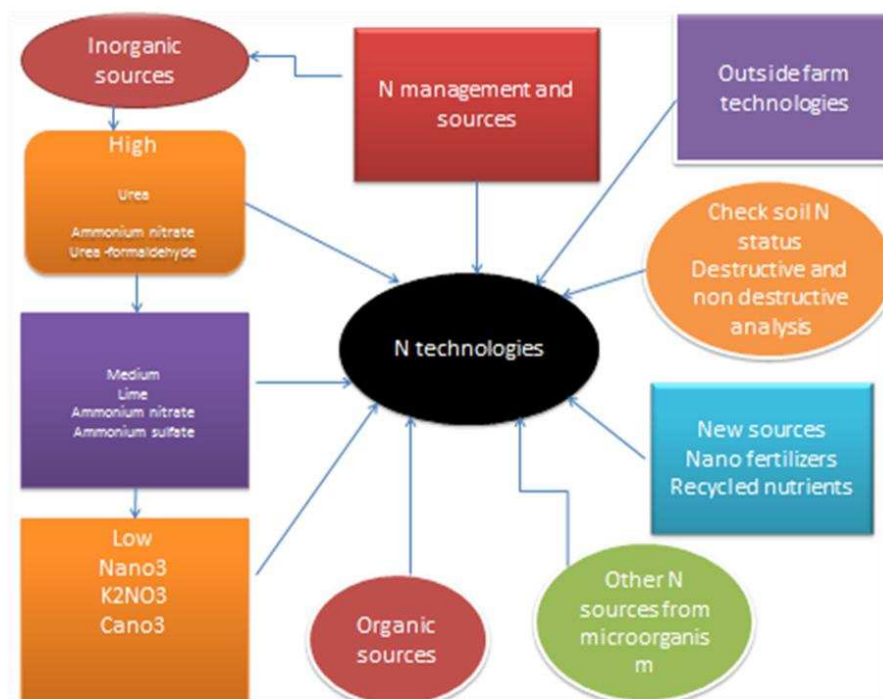 Inorganic
sources
N management and
sources
Outside farm
technologies
High
Urea
Ammonium nitrate
Urea -formaldehyde
Check soil N
status
Destructive and
non destructive
analysis
N technologies
Medium
Lime
Ammonium nitrate
Ammonium sulfate
New sources
Nano fertilizers
Recycled nutrients
Low
Nano3
K2NO3
Cano3
Organic
sources
Other N
sources from
microorganis
m